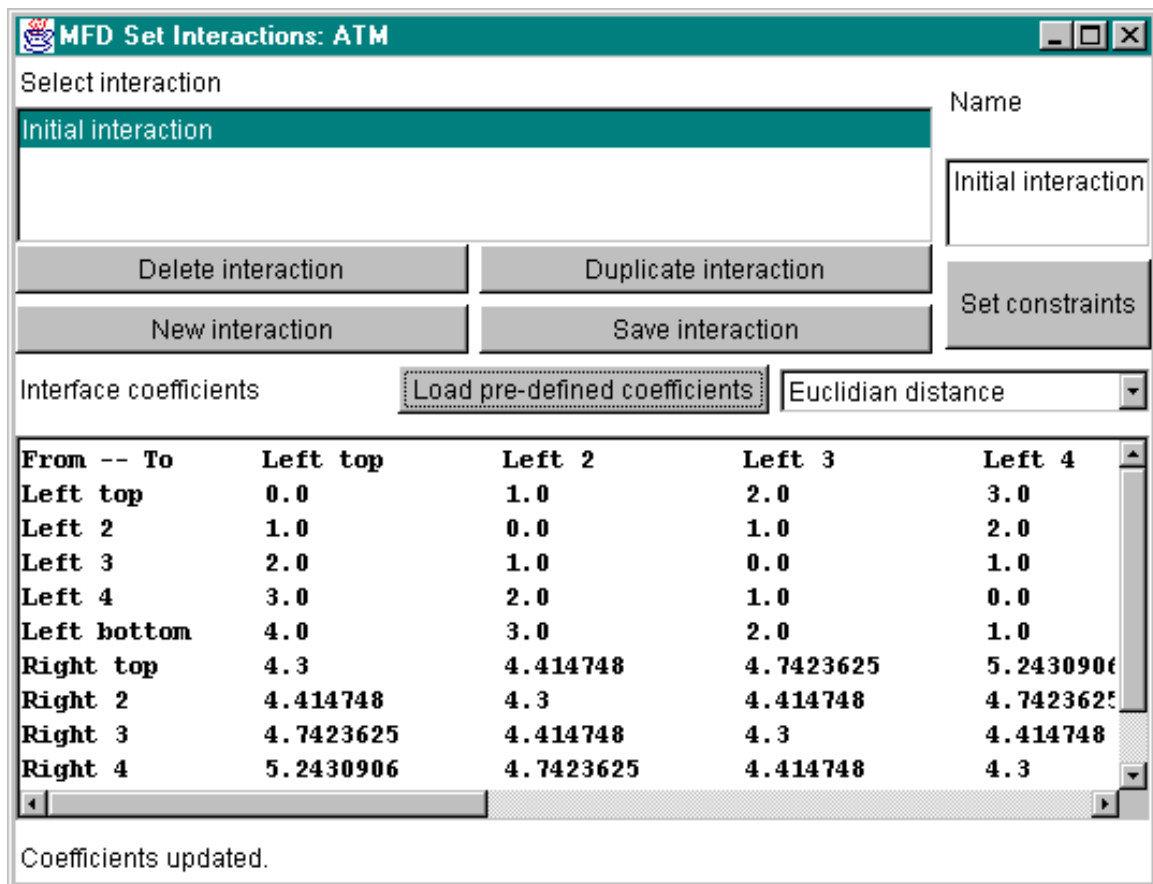 MFD Set Interactions: ATM
Select interaction
Name
Initial interaction
Initial interaction
Delete interaction Duplicate interaction
Set constraints
New interaction Save interaction
Interface coefficients Load pre-defined coefficients Euclidian distance
From -- To Left top Left 2 Left 3 Left 4
Left top 0.0 1.0 2.0 3.0
Left 2 1.0 0.0 1.0 2.0
Left 3 2.0 1.0 0.0 1.0
Left 4 3.0 2.0 1.0 0.0
Left bottom 4.0 3.0 2.0 1.0
Right top 4.3 4.414748 4.7423625 5.2430906
Right 2 4.414748 4.3 4.414748 4.7423625
Right 3 4.7423625 4.414748 4.3 4.414748
Right 4 5.2430906 4.7423625 4.414748 4.3
Coefficients updated.